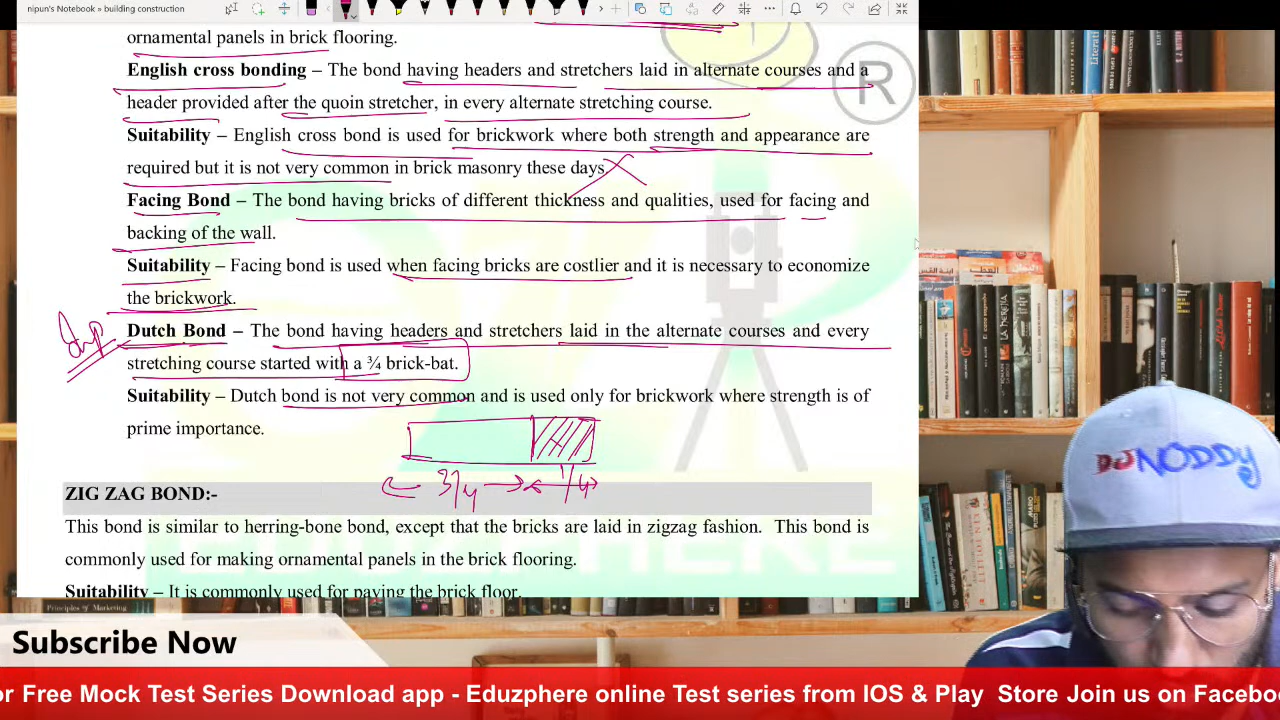 nipun's Notebook » building construction
ornamental panels in brick flooring.
English cross bonding – The bond having headers and stretchers laid in alternate courses and a
header provided after the quoin stretcher, in every alternate stretching course.
Suitability – English cross bond is used for brickwork where both strength and appearance are
required but it is not very common in brick masonry these days
Facing Bond – The bond having bricks of different thickness and qualities, used for facing and
backing of the wall.
Suitability – Facing bond is used when facing bricks are costlier and it is necessary to economize
the brickwork.
Imp
Dutch Bond – The bond having headers and stretchers laid in the alternate courses and every
stretching course started with a ¾ brick-bat.
Suitability – Dutch bond is not very common and is used only for brickwork where strength is of
prime importance.
3/4 1/4
ZIG ZAG BOND:-
This bond is similar to herring-bone bond, except that the bricks are laid in zigzag fashion. This bond is
commonly used for making ornamental panels in the brick flooring.
Suitability – It is commonly used for paving the brick floor.
®
DJNODDY
Principles of Marketing
Subscribe Now
or Free Mock Test Series Download app - Eduzphere online Test series from IOS & Play Store Join us on Facebo